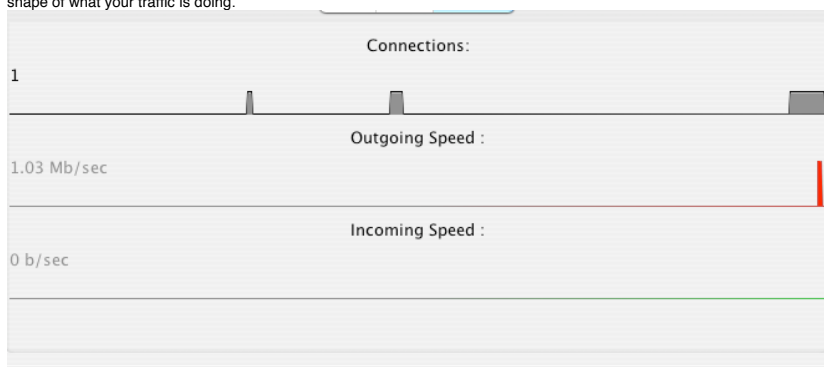 shape of what your traffic is doing.
Connections:
1
Outgoing Speed :
1.03 Mb/sec
Incoming Speed :
0 b/sec